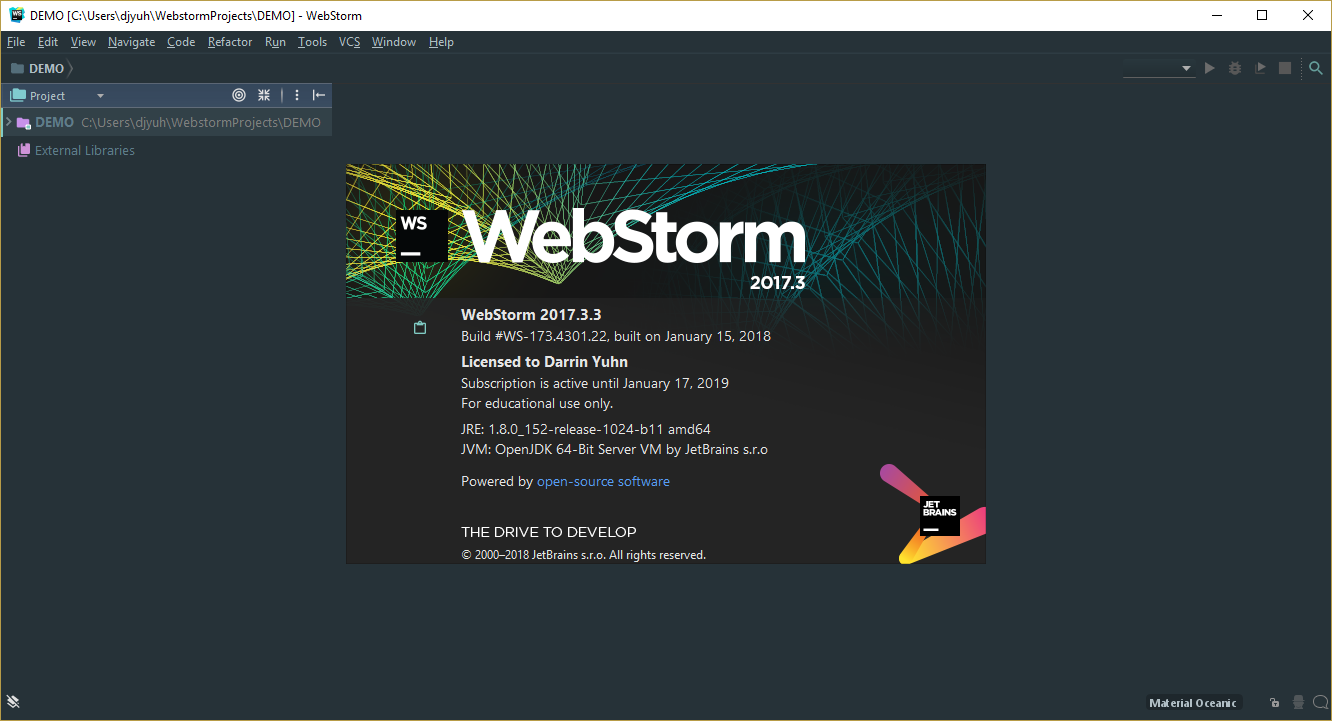 DEMO [C:\Users\djyuh\WebstormProjects\DEMO] - WebStorm
File Edit View Navigate Code Refactor Run Tools VCS Window Help
DEMO
Project
DEMO C:\Users\djyuh\WebstormProjects\DEMO
External Libraries
WS
WebStorm
2017.3
WebStorm 2017.3.3
Build #WS-173.4301.22, built on January 15, 2018
Licensed to Darrin Yuhn
Subscription is active until January 17, 2019
For educational use only.
JRE: 1.8.0_152-release-1024-b11 amd64
JVM: OpenJDK 64-Bit Server VM by JetBrains s.r.o
Powered by open-source software
JET
BRAINS
THE DRIVE TO DEVELOP
© 2000–2018 JetBrains s.r.o. All rights reserved.
Material Oceanic